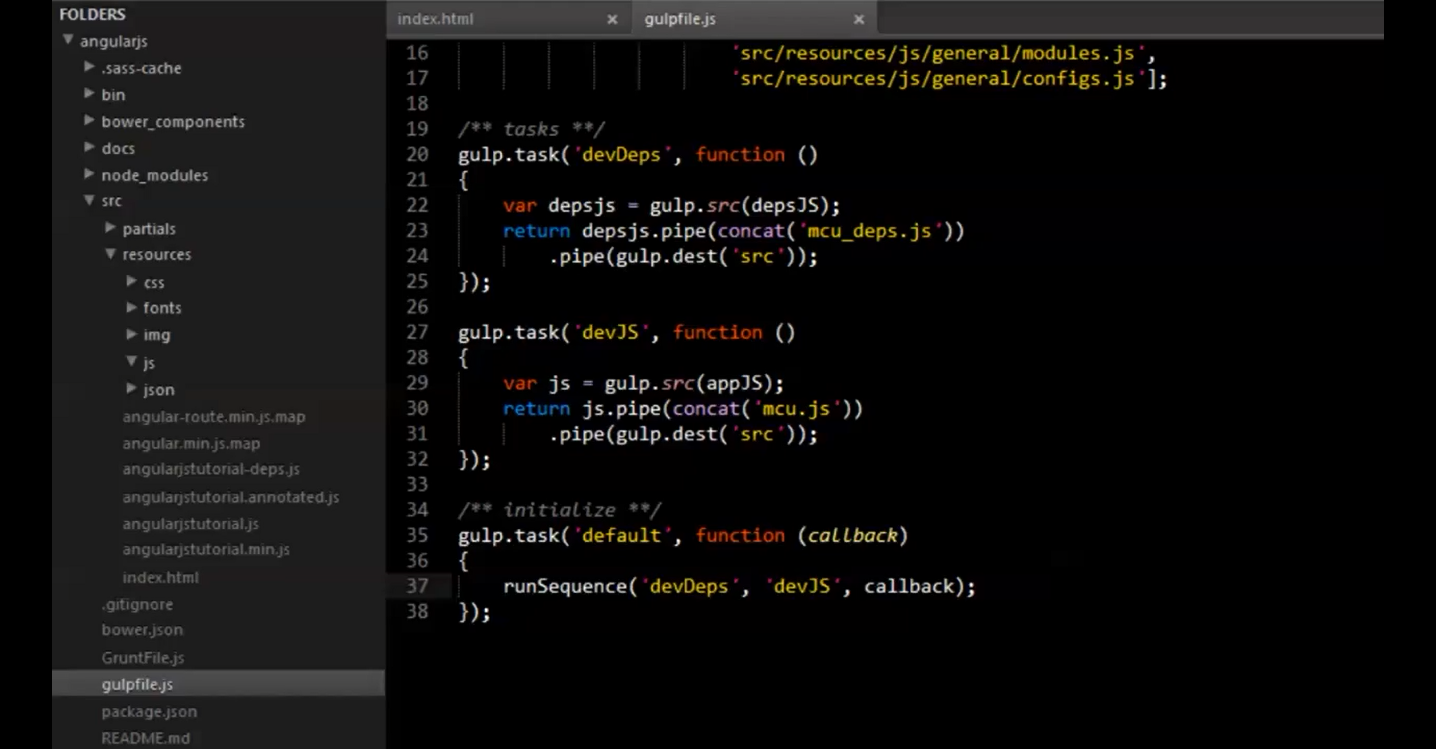 FOLDERS
angularjs
.sass-cache
bin
bower_components
docs
node_modules
src
partials
resources
css
fonts
img
js
json
angular-route.min.js.map
angular.min.js.map
angularjstutorial-deps.js
angularjstutorial.annotated.js
angularjstutorial.js
angularjstutorial.min.js
index.html
.gitignore
bower.json
GruntFile.js
gulpfile.js
package.json
README.md
index.html × gulpfile.js ×
16 'src/resources/js/general/modules.js',
17 'src/resources/js/general/configs.js'];
18
19 /** tasks **/
20 gulp.task('devDeps', function ()
21 {
22 var depsjs = gulp.src(depsJS);
23 return depsjs.pipe(concat('mcu_deps.js'))
24 .pipe(gulp.dest('src'));
25 });
26
27 gulp.task('devJS', function ()
28 {
29 var js = gulp.src(appJS);
30 return js.pipe(concat('mcu.js'))
31 .pipe(gulp.dest('src'));
32 });
33
34 /** initialize **/
35 gulp.task('default', function (callback)
36 {
37 runSequence('devDeps', 'devJS', callback);
38 });